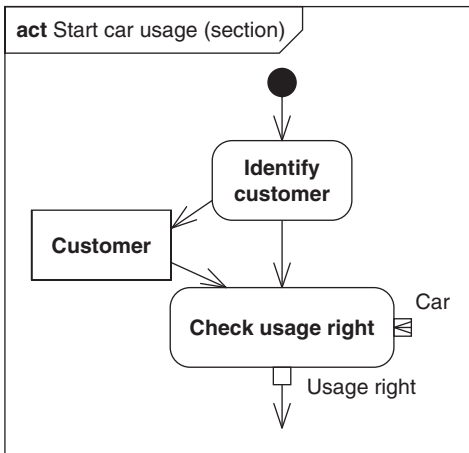 act Start car usage (section)
Identify
customer
Customer
Car
Check usage right
Usage right